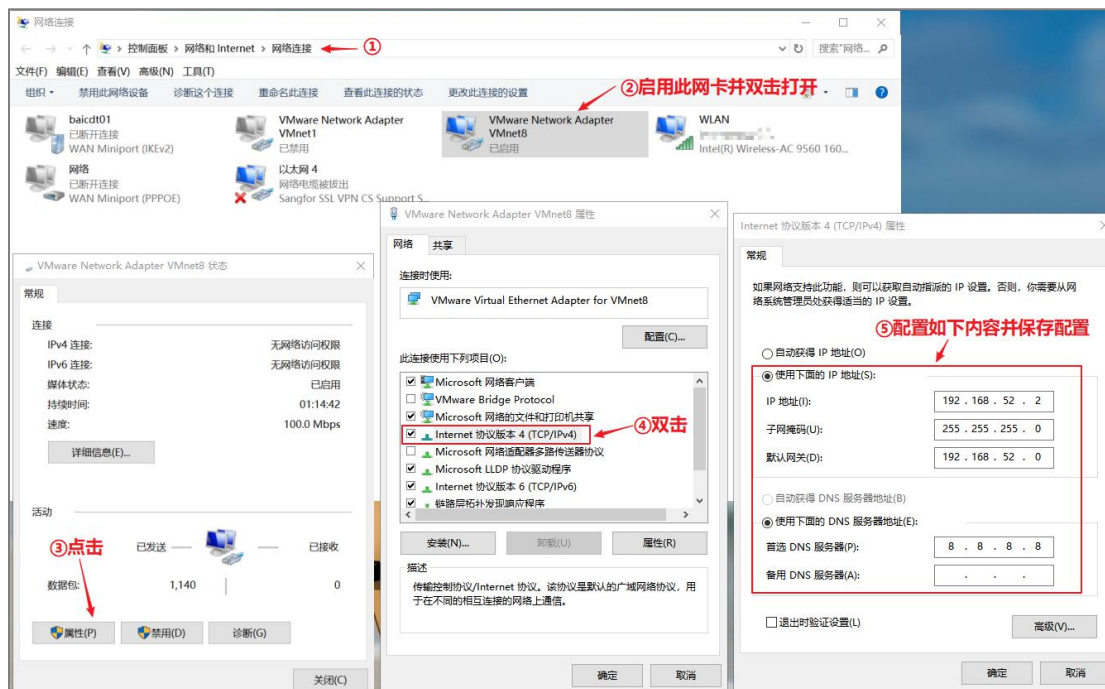 网络连接
控制面板 > 网络和 Internet > 网络连接 ① 搜索"网络...
文件(F) 编辑(E) 查看(V) 高级(N) 工具(T)
组织 禁用此网络设备 诊断这个连接 重命名此连接 查看此连接的状态 更改此连接的设置
②启用此网卡并双击打开
baicdt01
已断开连接
WAN Miniport (IKEv2)
VMware Network Adapter
VMnet1
已禁用
VMware Network Adapter
VMnet8
已启用
WLAN
Intel(R) Wireless-AC 9560 160...
网络
已断开连接
WAN Miniport (PPPOE)
以太网 4
网络电缆被拔出
Sangfor SSL VPN CS Support S...
VMware Network Adapter VMnet8 状态
常规
连接
IPv4 连接: 无网络访问权限
IPv6 连接: 无网络访问权限
媒体状态: 已启用
持续时间: 01:14:42
速度: 100.0 Mbps
详细信息(E)...
活动
③点击
已发送 — — 已接收
数据包: 1,140 0
属性(P) 禁用(D) 诊断(G)
关闭(C)
VMware Network Adapter VMnet8 属性
网络 共享
连接时使用:
VMware Virtual Ethernet Adapter for VMnet8
配置(C)...
此连接使用下列项目(O):
Microsoft 网络客户端
VMware Bridge Protocol
Microsoft 网络的文件和打印机共享
Internet 协议版本 4 (TCP/IPv4)
④双击
Microsoft 网络适配器多路传送器协议
Microsoft LLDP 协议驱动程序
Internet 协议版本 6 (TCP/IPv6)
链路层拓扑发现响应程序
安装(N)... 卸载(U) 属性(R)
描述
传输控制协议/Internet 协议。该协议是默认的广域网络协议，用
于在不同的相互连接的网络上通信。
确定 取消
Internet 协议版本 4 (TCP/IPv4) 属性
常规
如果网络支持此功能，则可以获取自动指派的 IP 设置。否则，你需要从网
络系统管理员处获得适当的 IP 设置。
⑤配置如下内容并保存配置
自动获得 IP 地址(O)
使用下面的 IP 地址(S):
IP 地址(I): 192 . 168 . 52 . 2
子网掩码(U): 255 . 255 . 255 . 0
默认网关(D): 192 . 168 . 52 . 0
自动获得 DNS 服务器地址(B)
使用下面的 DNS 服务器地址(E):
首选 DNS 服务器(P): 8 . 8 . 8 . 8
备用 DNS 服务器(A): . . .
退出时验证设置(L)
高级(V)...
确定 取消